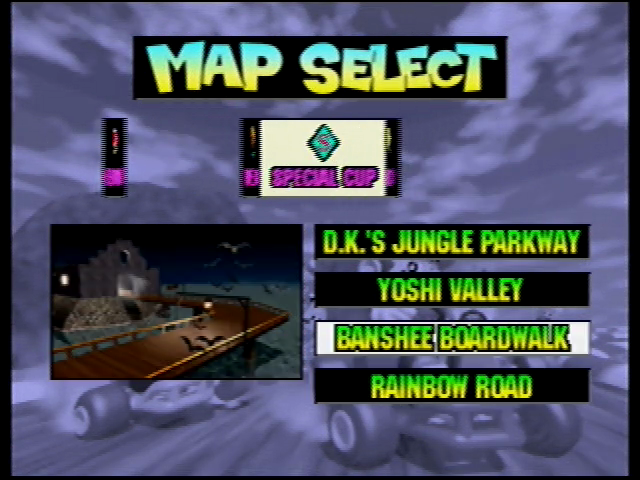 MAP SELECT
SPECIAL CUP
D.K.'S JUNGLE PARKWAY
YOSHI VALLEY
BANSHEE BOARDWALK
RAINBOW ROAD